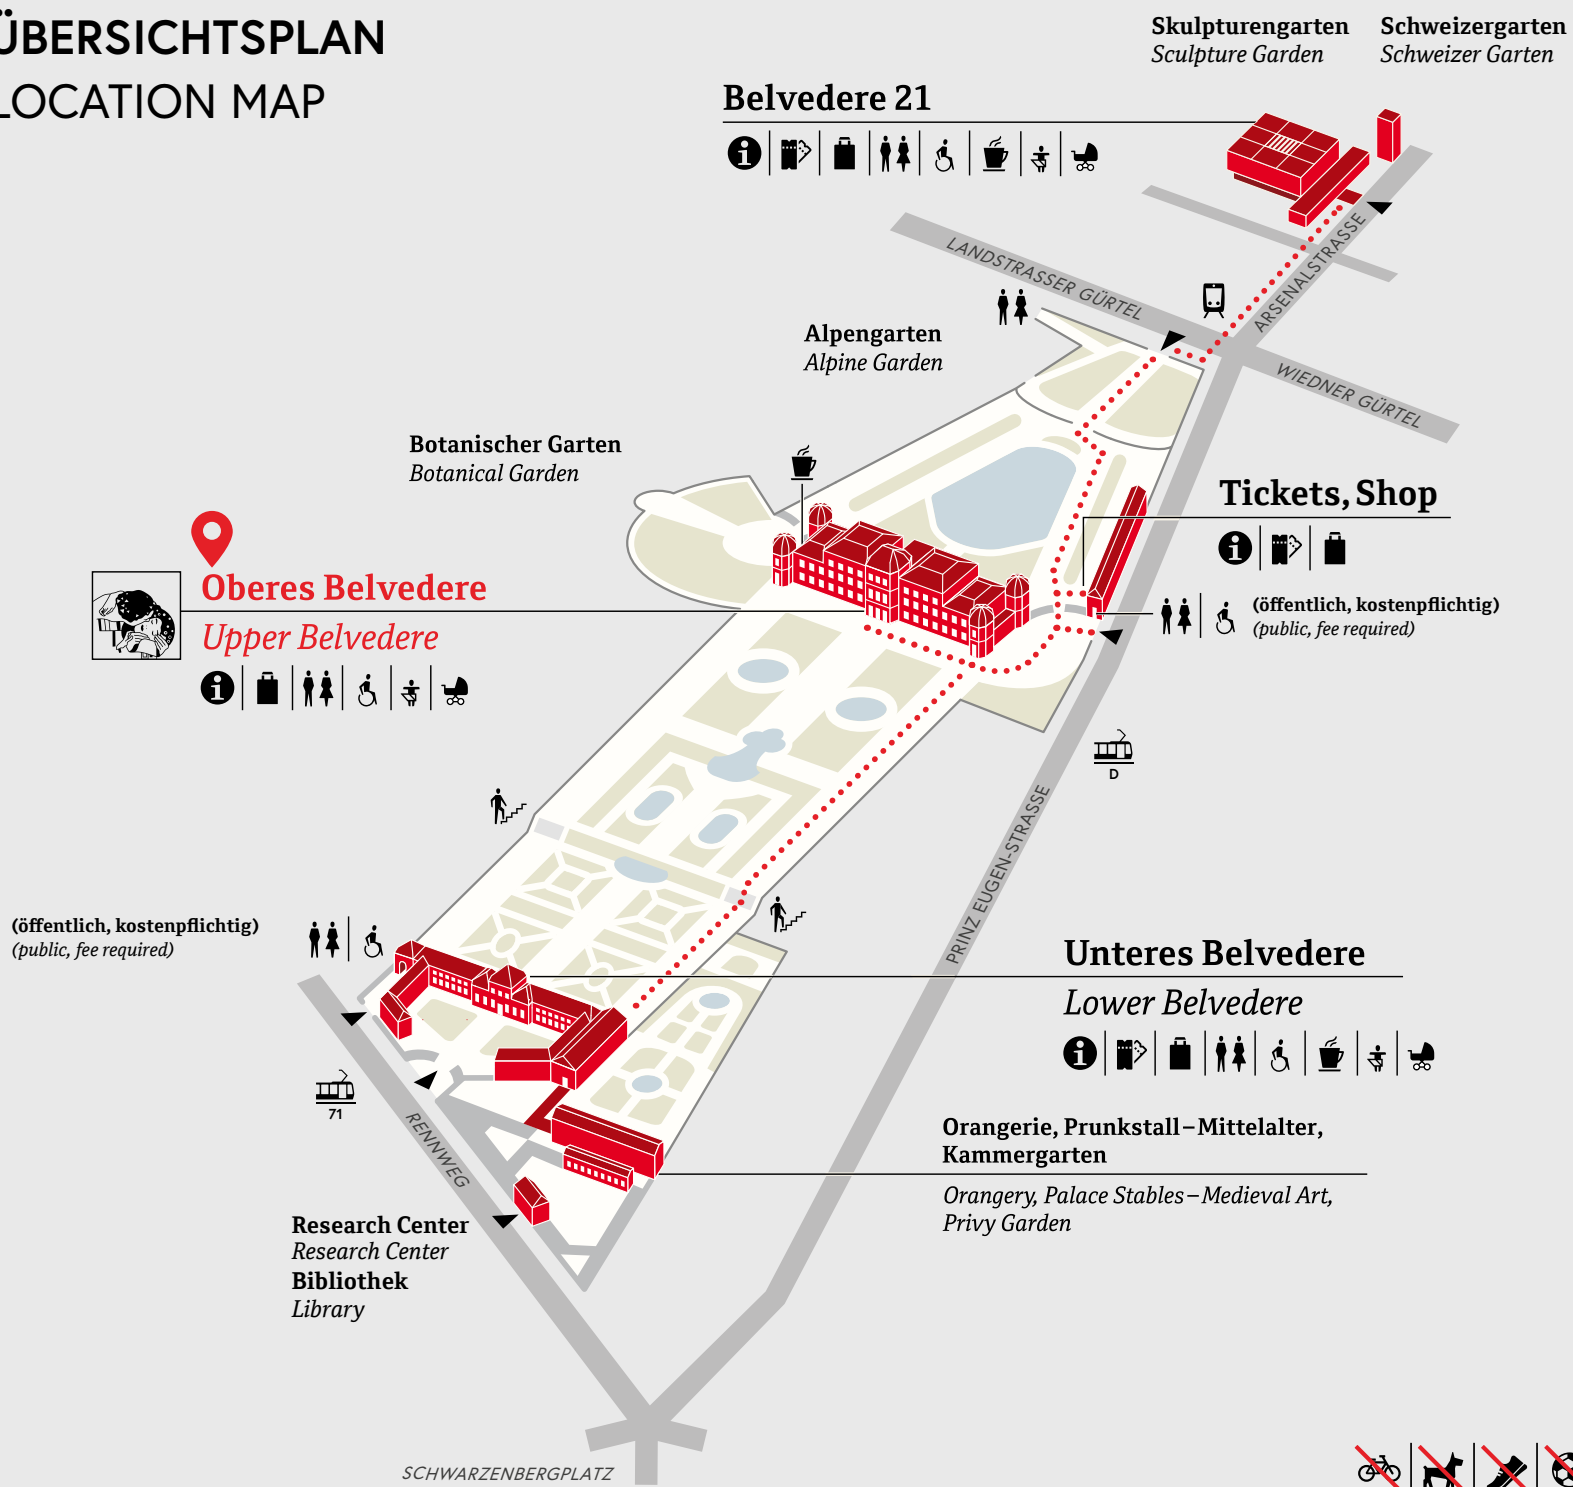 ÜBERSICHTSPLAN
LOCATION MAP
Skulpturengarten
Sculpture Garden
Schweizergarten
Schweizer Garten
Belvedere 21
LANDSTRASSER GÜRTEL
ARSENALSTRASSE
WIEDNER GÜRTEL
Alpengarten
Alpine Garden
Botanischer Garten
Botanical Garden
Tickets, Shop
(öffentlich, kostenpflichtig)
(public, fee required)
Oberes Belvedere
Upper Belvedere
D
PRINZ EUGEN-STRASSE
(öffentlich, kostenpflichtig)
(public, fee required)
Unteres Belvedere
Lower Belvedere
71
RENNWEG
Orangerie, Prunkstall–Mittelalter,
Kammergarten
Orangery, Palace Stables–Medieval Art,
Privy Garden
Research Center
Research Center
Bibliothek
Library
SCHWARZENBERGPLATZ